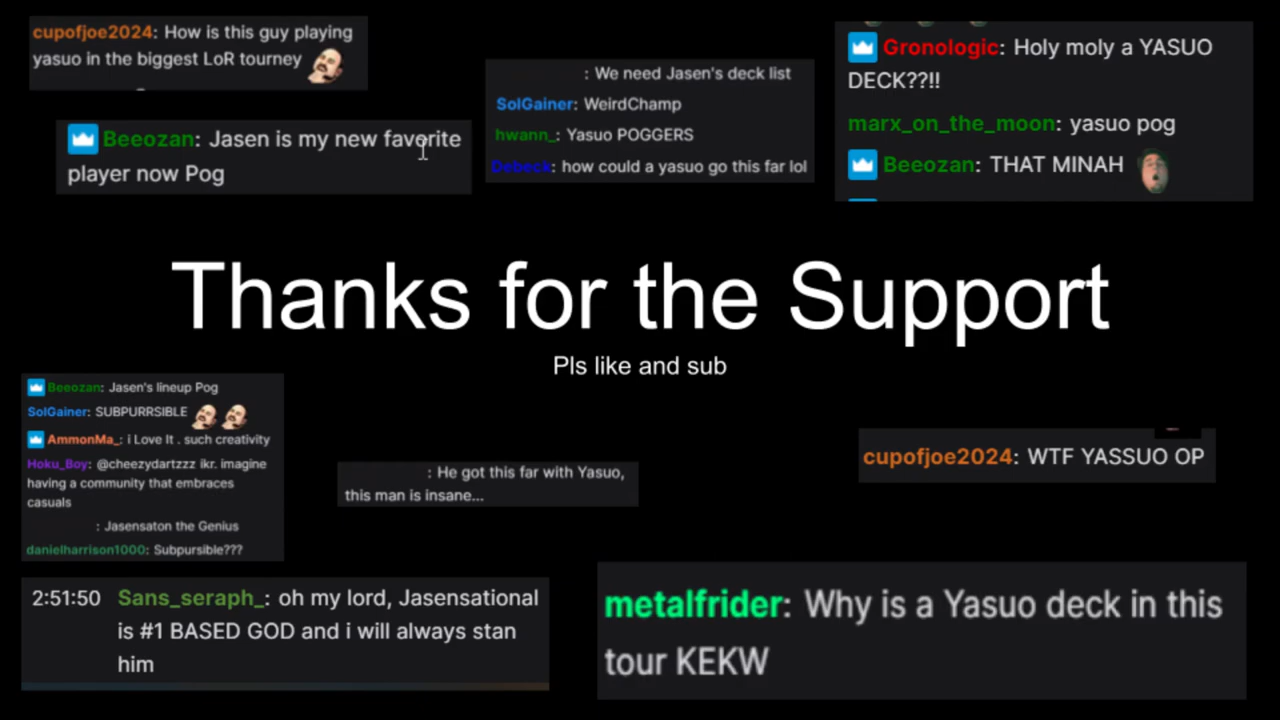 cupofjoe2024: How is this guy playing
yasuo in the biggest LoR tourney
Beeozan: Jasen is my new favorite
player now Pog
: We need Jasen's deck list
SolGainer: WeirdChamp
hwann_: Yasuo POGGERS
Debeck: how could a yasuo go this far lol
Gronologic: Holy moly a YASUO
DECK??!!
marx_on_the_moon: yasuo pog
Beeozan: THAT MINAH
Thanks for the Support
Pls like and sub
Beeozan: Jasen's lineup Pog
SolGainer: SUBPURRSIBLE
AmmonMa_: i Love It . such creativity
Hoku_Boy: @cheezydartzzz ikr. imagine
having a community that embraces
casuals
: Jasensaton the Genius
danielharrison1000: Subpursible???
: He got this far with Yasuo,
this man is insane...
cupofjoe2024: WTF YASSUO OP
2:51:50 Sans_seraph_: oh my lord, Jasensational
is #1 BASED GOD and i will always stan
him
metalfrider: Why is a Yasuo deck in this
tour KEKW